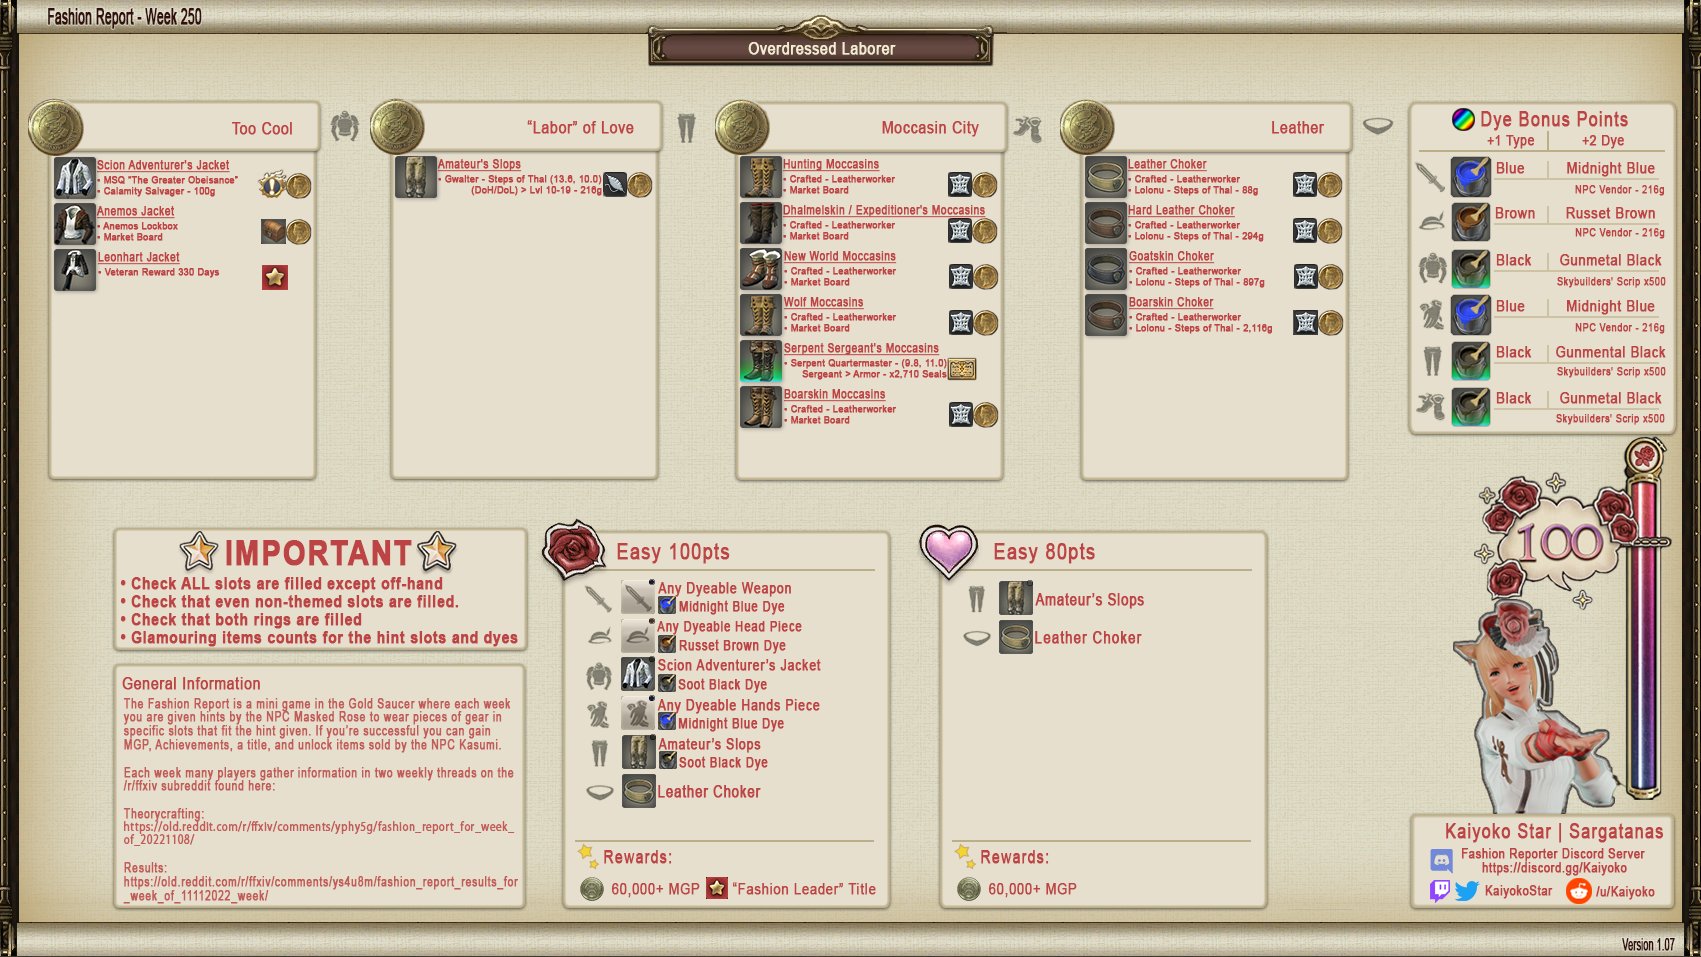 Fashion Report - Week 250
Overdressed Laborer
Too Cool
Scion Adventurer's Jacket
• MSQ "The Greater Obeisance"
• Calamity Salvager - 100g
Anemos Jacket
• Anemos Lockbox
• Market Board
Leonhart Jacket
• Veteran Reward 330 Days
"Labor" of Love
Amateur's Slops
• Gwalter - Steps of Thal (13.6, 10.0)
(DoH/DoL) > Lvl 10-19 - 216g
Moccasin City
Hunting Moccasins
• Crafted - Leatherworker
• Market Board
Dhalmelskin / Expeditioner's Moccasins
• Crafted - Leatherworker
• Market Board
New World Moccasins
• Crafted - Leatherworker
• Market Board
Wolf Moccasins
• Crafted - Leatherworker
• Market Board
Serpent Sergeant's Moccasins
• Serpent Quartermaster - (9.8, 11.0)
Sergeant > Armor - x2,710 Seals
Boarskin Moccasins
• Crafted - Leatherworker
• Market Board
Leather
Leather Choker
• Crafted - Leatherworker
• Lolonu - Steps of Thal - 88g
Hard Leather Choker
• Crafted - Leatherworker
• Lolonu - Steps of Thal - 294g
Goatskin Choker
• Crafted - Leatherworker
• Lolonu - Steps of Thal - 897g
Boarskin Choker
• Crafted - Leatherworker
• Lolonu - Steps of Thal - 2,116g
Dye Bonus Points
+1 Type +2 Dye
Blue Midnight Blue
NPC Vendor - 216g
Brown Russet Brown
NPC Vendor - 216g
Black Gunmetal Black
Skybuilders' Scrip x500
Blue Midnight Blue
NPC Vendor - 216g
Black Gunmental Black
Skybuilders' Scrip x500
Black Gunmetal Black
Skybuilders' Scrip x500
IMPORTANT
• Check ALL slots are filled except off-hand
• Check that even non-themed slots are filled.
• Check that both rings are filled
• Glamouring items counts for the hint slots and dyes
General Information
The Fashion Report is a mini game in the Gold Saucer where each week
you are given hints by the NPC Masked Rose to wear pieces of gear in
specific slots that fit the hint given. If you're successful you can gain
MGP, Achievements, a title, and unlock items sold by the NPC Kasumi.
Each week many players gather information in two weekly threads on the
/r/ffxiv subreddit found here:
Theorycrafting:
https://old.reddit.com/r/ffxiv/comments/yphy5g/fashion_report_for_week_
of_20221108/
Results:
https://old.reddit.com/r/ffxiv/comments/ys4u8m/fashion_report_results_for
_week_of_11112022_week/
Easy 100pts
Any Dyeable Weapon
Midnight Blue Dye
Any Dyeable Head Piece
Russet Brown Dye
Scion Adventurer's Jacket
Soot Black Dye
Any Dyeable Hands Piece
Midnight Blue Dye
Amateur's Slops
Soot Black Dye
Leather Choker
Rewards:
60,000+ MGP "Fashion Leader" Title
Easy 80pts
Amateur's Slops
Leather Choker
Rewards:
60,000+ MGP
100
Kaiyoko Star | Sargatanas
Fashion Reporter Discord Server
https://discord.gg/Kaiyoko
KaiyokoStar /u/Kaiyoko
Version 1.07